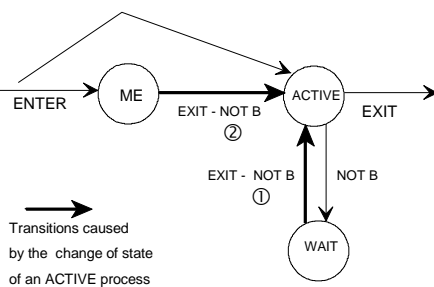 ME
ACTIVE
ENTER
EXIT
EXIT - NOT B
②
EXIT - NOT B
①
NOT B
WAIT
Transitions caused
by the change of state
of an ACTIVE process